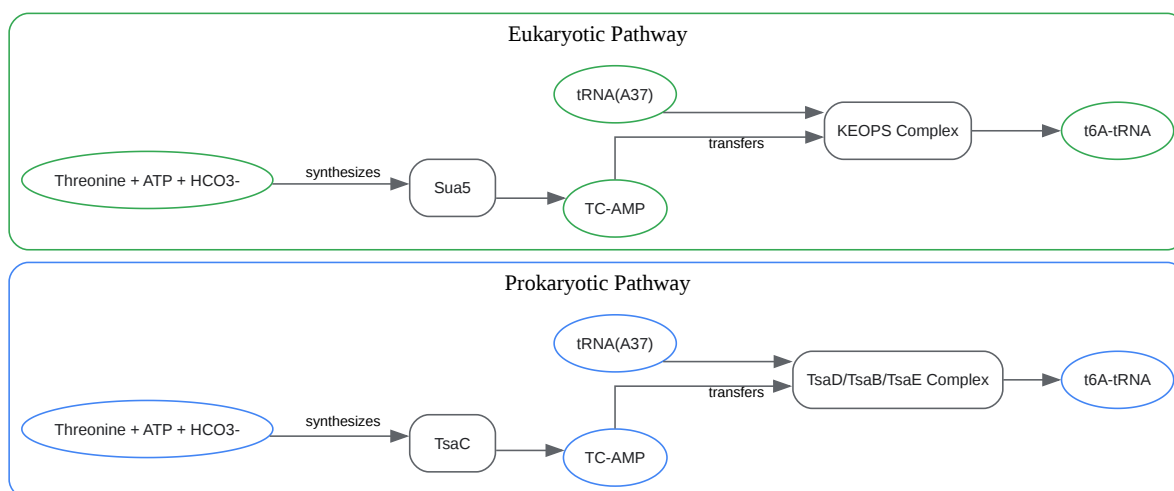 Eukaryotic Pathway
tRNA(A37)
KEOPS Complex
t6A-tRNA
transfers
Threonine + ATP + HCO3-
synthesizes
Sua5
TC-AMP
Prokaryotic Pathway
tRNA(A37)
TsaD/TsaB/TsaE Complex
t6A-tRNA
transfers
Threonine + ATP + HCO3-
synthesizes
TsaC
TC-AMP